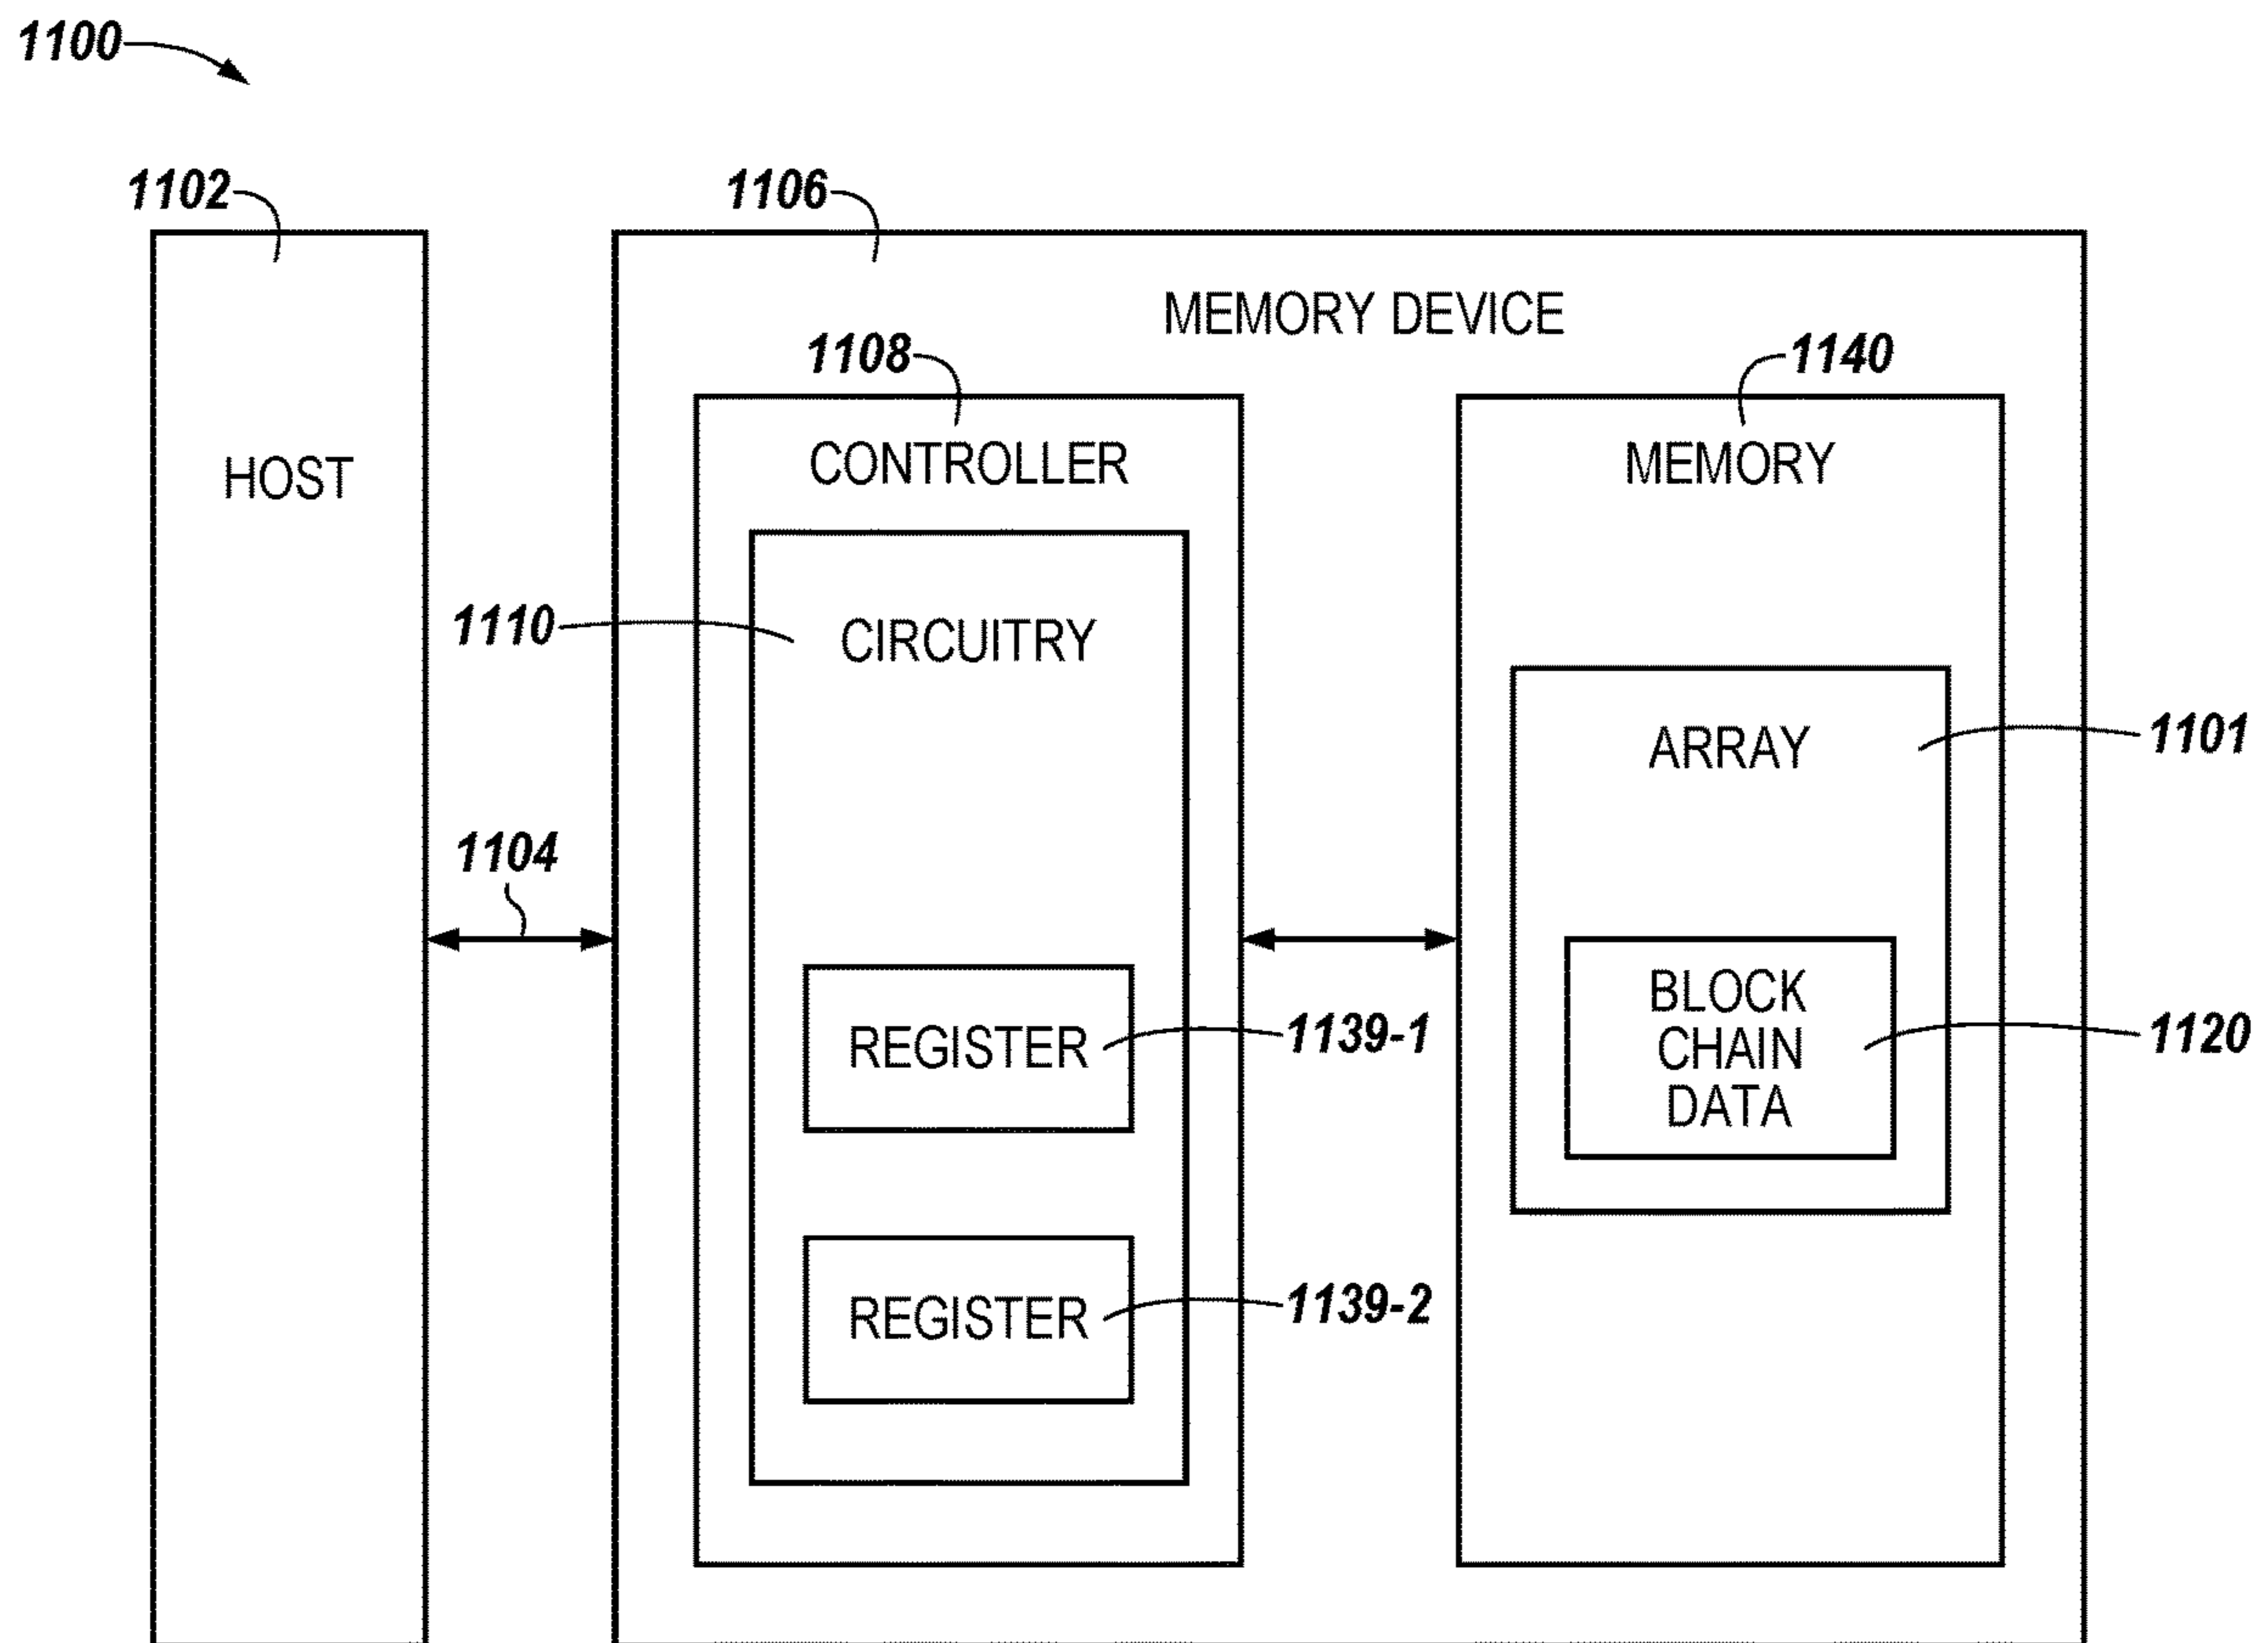 1100
1102
1106
MEMORY DEVICE
1108
1140
HOST
CONTROLLER
MEMORY
1110
CIRCUITRY
ARRAY
1101
1104
BLOCK
CHAIN
DATA
1120
REGISTER
1139-1
REGISTER
1139-2